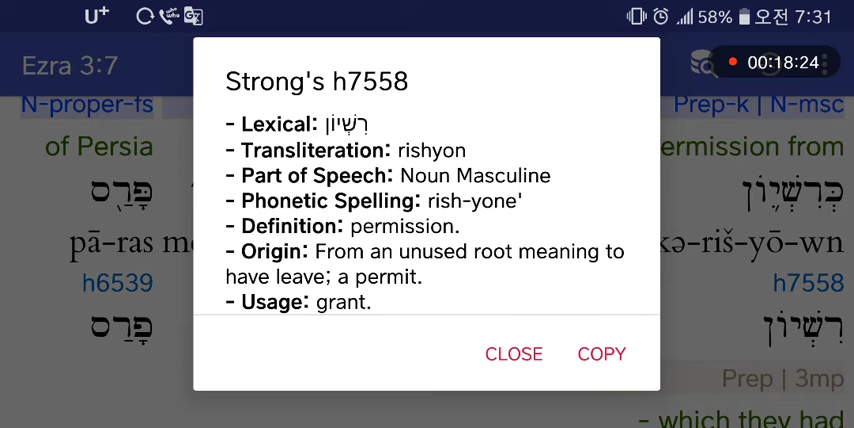 U+ 58% 오전 7:31
Ezra 3:7 00:18:24
N-proper-fs Prep-k | N-msc
of Persia ermission from
פָּרַ֖ס כְּרִשְׁי֛וֹן
pā-ras m kə-riš-yō-wn
h6539 h7558
פָּרַס רִשְׁיוֹן
Prep | 3mp
- which they had
Strong's h7558
- Lexical: רִשְׁיוֹן
- Transliteration: rishyon
- Part of Speech: Noun Masculine
- Phonetic Spelling: rish-yone'
- Definition: permission.
- Origin: From an unused root meaning to
have leave; a permit.
- Usage: grant.
CLOSE COPY